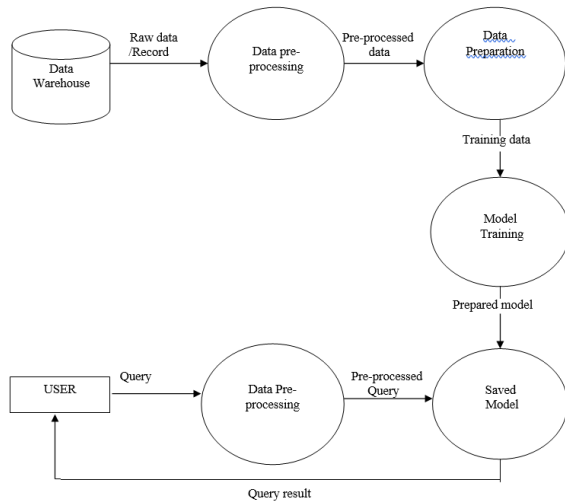 Data
Warehouse
Raw data
/Record
Data pre-
processing
Pre-processed
data
Data
Preparation
Training data
Model
Training
Prepared model
USER
Query
Data Pre-
processing
Pre-processed
Query
Saved
Model
Query result